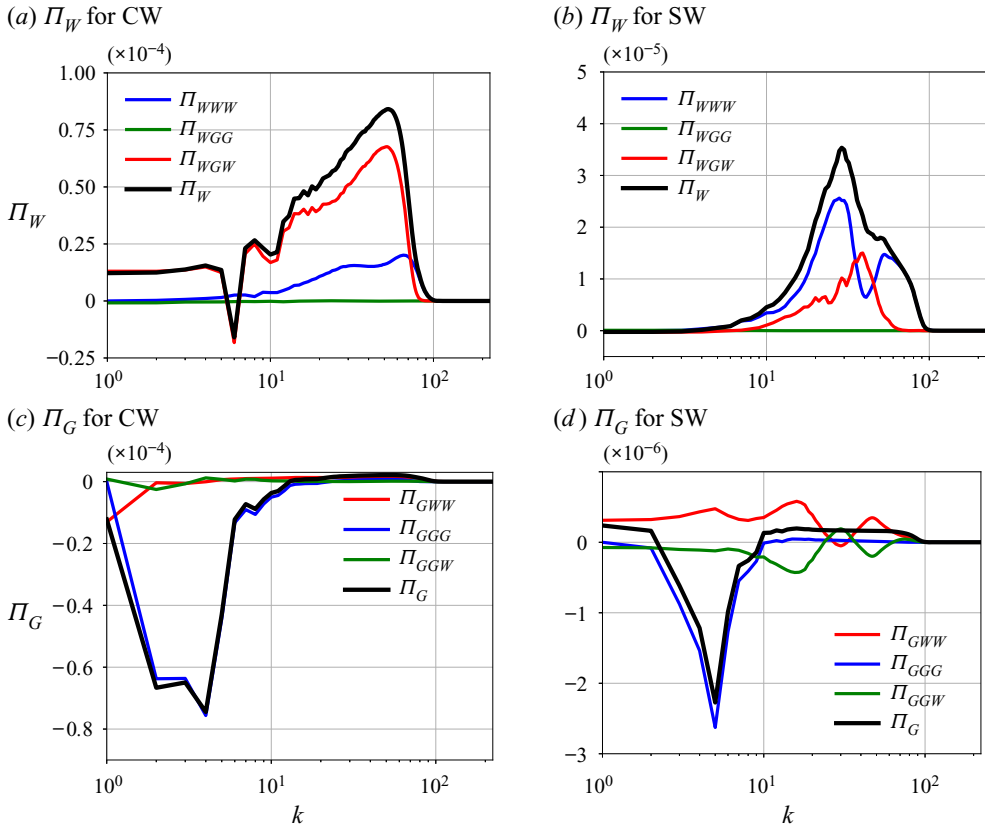 (a) Π_W for CW
(×10⁻⁴)
1.00
0.75
0.50
0.25
0
−0.25
Π_W
Π_WWW
Π_WGG
Π_WGW
Π_W
10⁰
10¹
10²
(b) Π_W for SW
(×10⁻⁵)
5
4
3
2
1
0
Π_WWW
Π_WGG
Π_WGW
Π_W
10⁰
10¹
10²
(c) Π_G for CW
(×10⁻⁴)
0
−0.2
−0.4
−0.6
−0.8
Π_G
Π_GWW
Π_GGG
Π_GGW
Π_G
10⁰
10¹
10²
k
(d) Π_G for SW
(×10⁻⁶)
1
0
−1
−2
−3
Π_GWW
Π_GGG
Π_GGW
Π_G
10⁰
10¹
10²
k